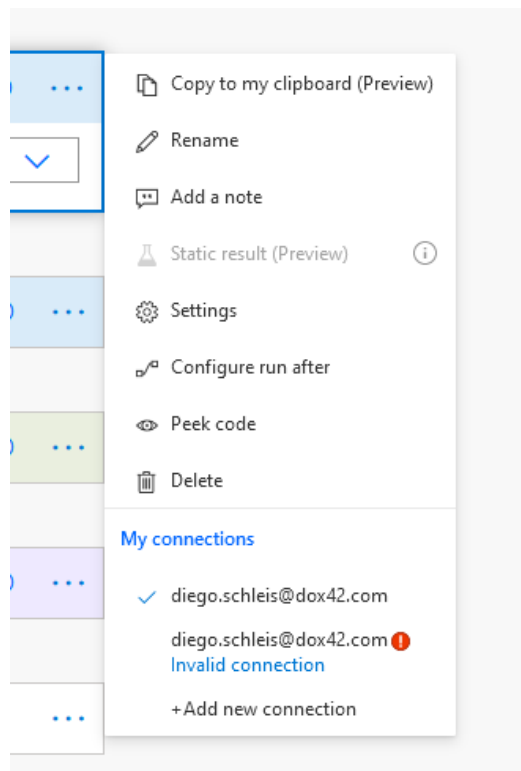 Copy to my clipboard (Preview)
Rename
Add a note
Static result (Preview)
Settings
Configure run after
Peek code
Delete
My connections
diego.schleis@dox42.com
diego.schleis@dox42.com
Invalid connection
+Add new connection